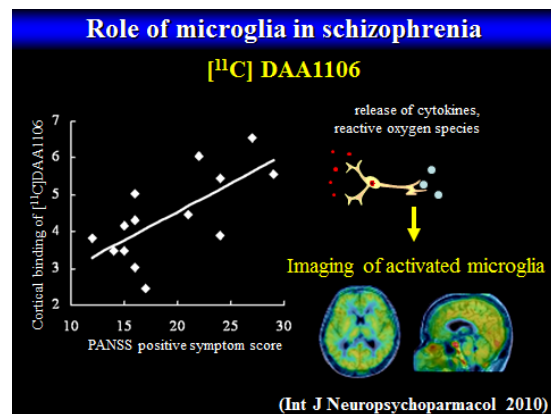 Role of microglia in schizophrenia
[¹¹C] DAA1106
release of cytokines,
reactive oxygen species
Cortical binding of [¹¹C]DAA1106
7
6
5
4
3
2
10
15
20
25
30
PANSS positive symptom score
Imaging of activated microglia
(Int J Neuropsychoparmacol 2010)